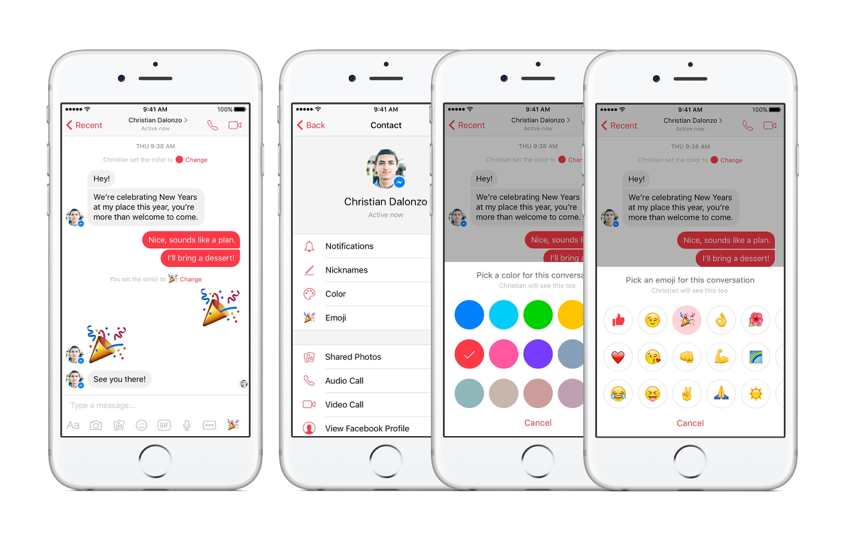 9:41 AM
100%
Recent
Christian Dalonzo
Active now
THU 9:38 AM
Christian set the color to Change
Hey!
We're celebrating New Years
at my place this year, you're
more than welcome to come.
Nice, sounds like a plan.
I'll bring a dessert!
You set the emoji to Change
See you there!
Type a message...
Aa
GIF
9:41 AM
Back
Contact
Christian Dalonzo
Active now
Notifications
Nicknames
Color
Emoji
Shared Photos
Audio Call
Video Call
View Facebook Profile
9:41 AM
Recent
Christian Dalonzo
Active now
THU 9:38 AM
Christian set the color to
Hey!
We're celebrating New Years
at my place this year, you're
more than welcome to come.
Nice, sounds like a plan.
I'll bring a dessert!
Pick a color for this
Christian will see this too
Cancel
9:41 AM
100%
Recent
Christian Dalonzo
Active now
THU 9:38 AM
Christian set the color to Change
Hey!
We're celebrating New Years
at my place this year, you're
more than welcome to come.
Nice, sounds like a plan.
I'll bring a dessert!
Pick an emoji for this conversation
Christian will see this too
Cancel